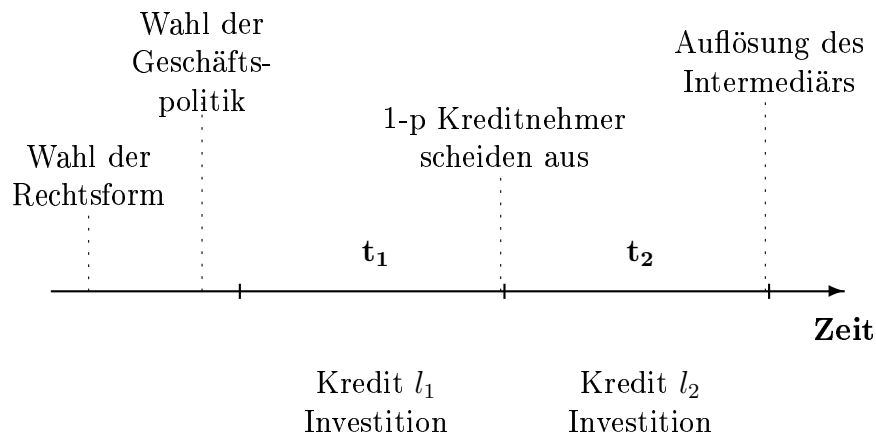 Wahl der
Geschäfts-
politik
Auflösung des
Intermediärs
1-p Kreditnehmer
scheiden aus
Wahl der
Rechtsform
t₁
t₂
Zeit
Kredit l₁
Investition
Kredit l₂
Investition